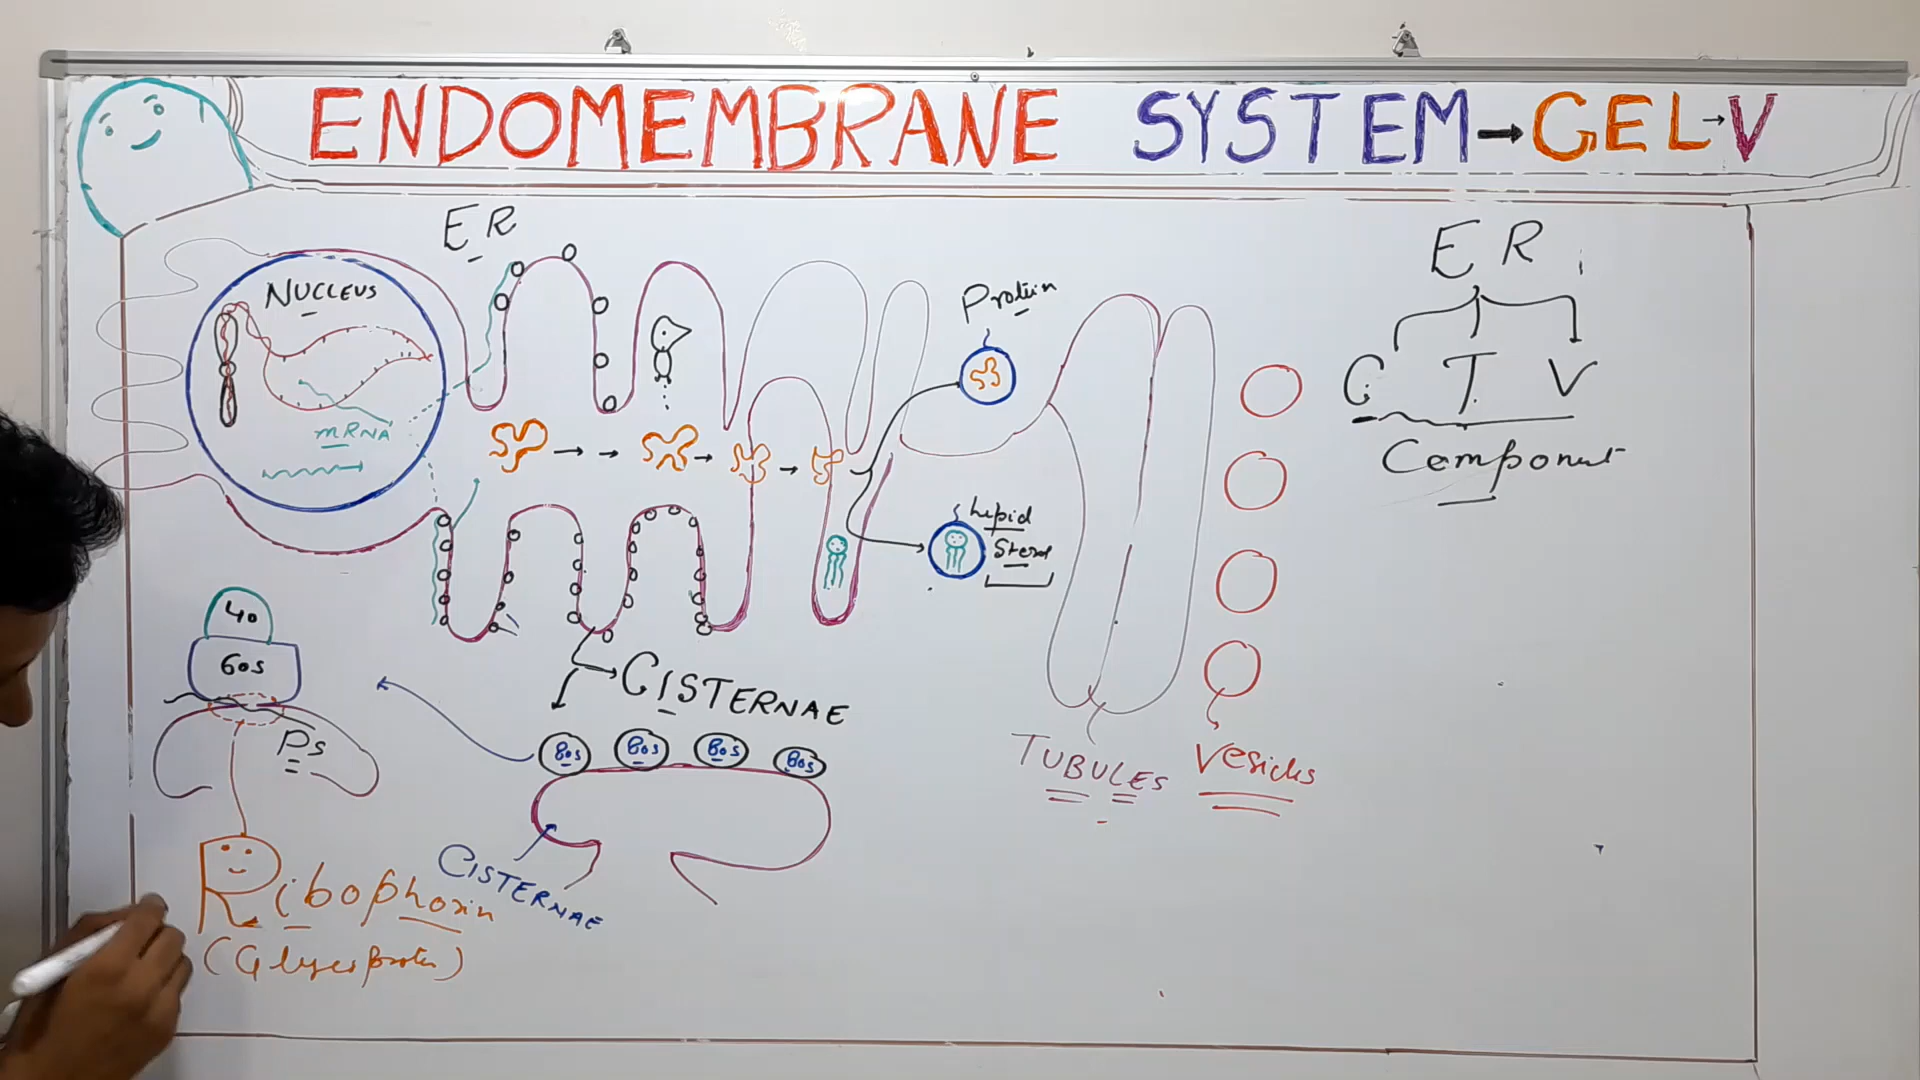 ENDOMEMBRANE SYSTEM → GEL → V
ER
NUCLEUS
mRNA
Protein
Lipid
Sterol
ER
C T V
Component
40
60s
Ps
CISTERNAE
80s 80s 80s 80s
CISTERNAE
TUBULES
Vesicles
Ribophorin
(Glycoprotein)